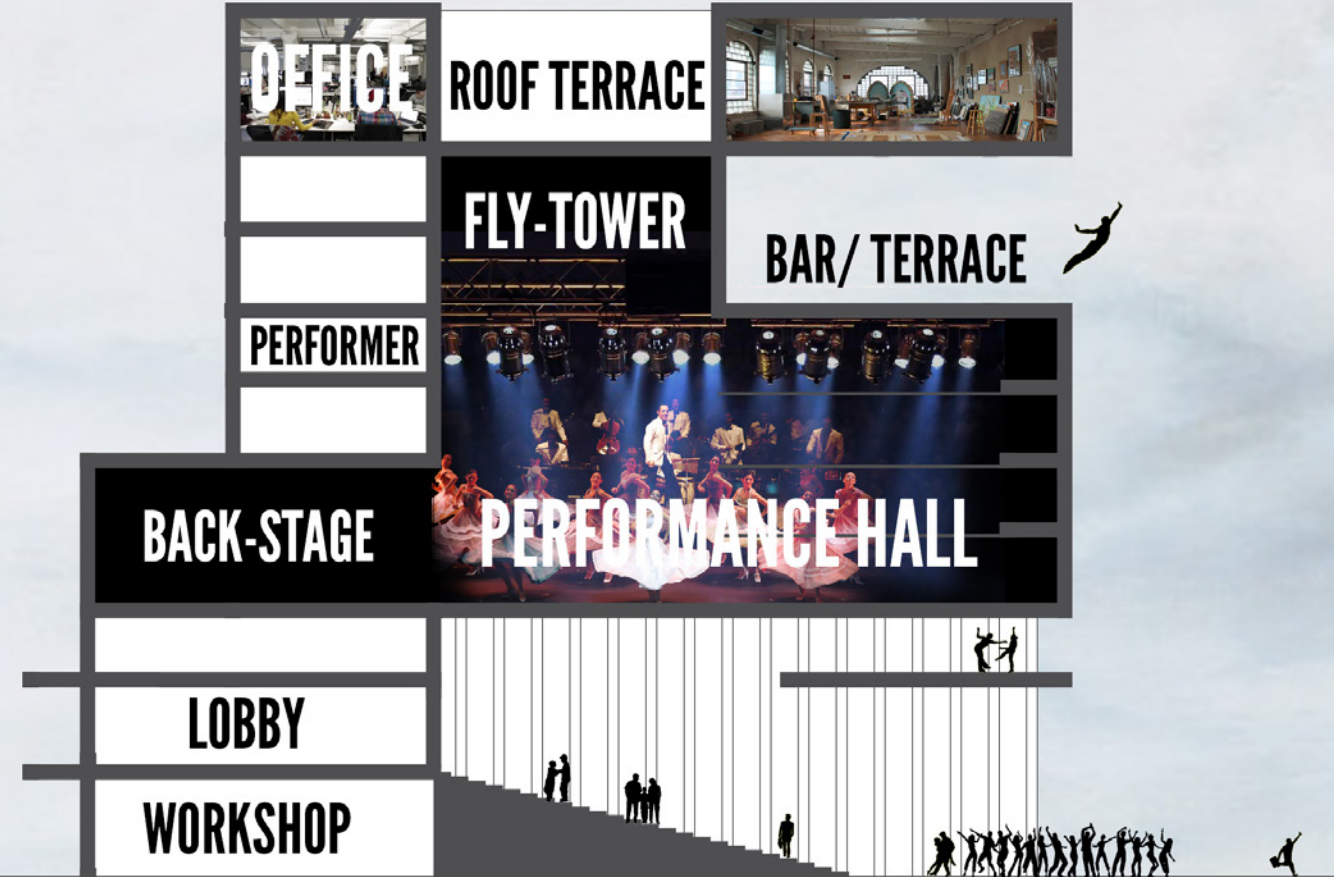 OFFICE
ROOF TERRACE
FLY-TOWER
BAR/ TERRACE
PERFORMER
BACK-STAGE
PERFORMANCE HALL
LOBBY
WORKSHOP